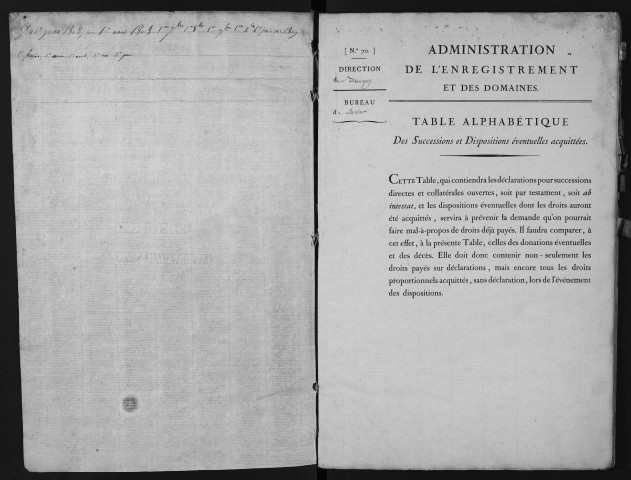 [ N.° 70. ]
DIRECTION
BUREAU
ADMINISTRATION
DE L'ENREGISTREMENT
ET DES DOMAINES.
TABLE ALPHABÉTIQUE
Des Successions et Dispositions éventuelles acquittées.
CETTE Table, qui contiendra les déclarations pour successions
directes et collatérales ouvertes, soit par testament, soit ab
intestat, et les dispositions éventuelles dont les droits auront
été acquittés, servira à prévenir la demande qu'on pourrait
faire mal-à-propos de droits déjà payés. Il faudra comparer, à
cet effet, à la présente Table, celles des donations éventuelles
et des décès. Elle doit donc contenir non-seulement les
droits payés sur déclarations, mais encore tous les droits
proportionnels acquittés, sans déclaration, lors de l'événement
des dispositions.